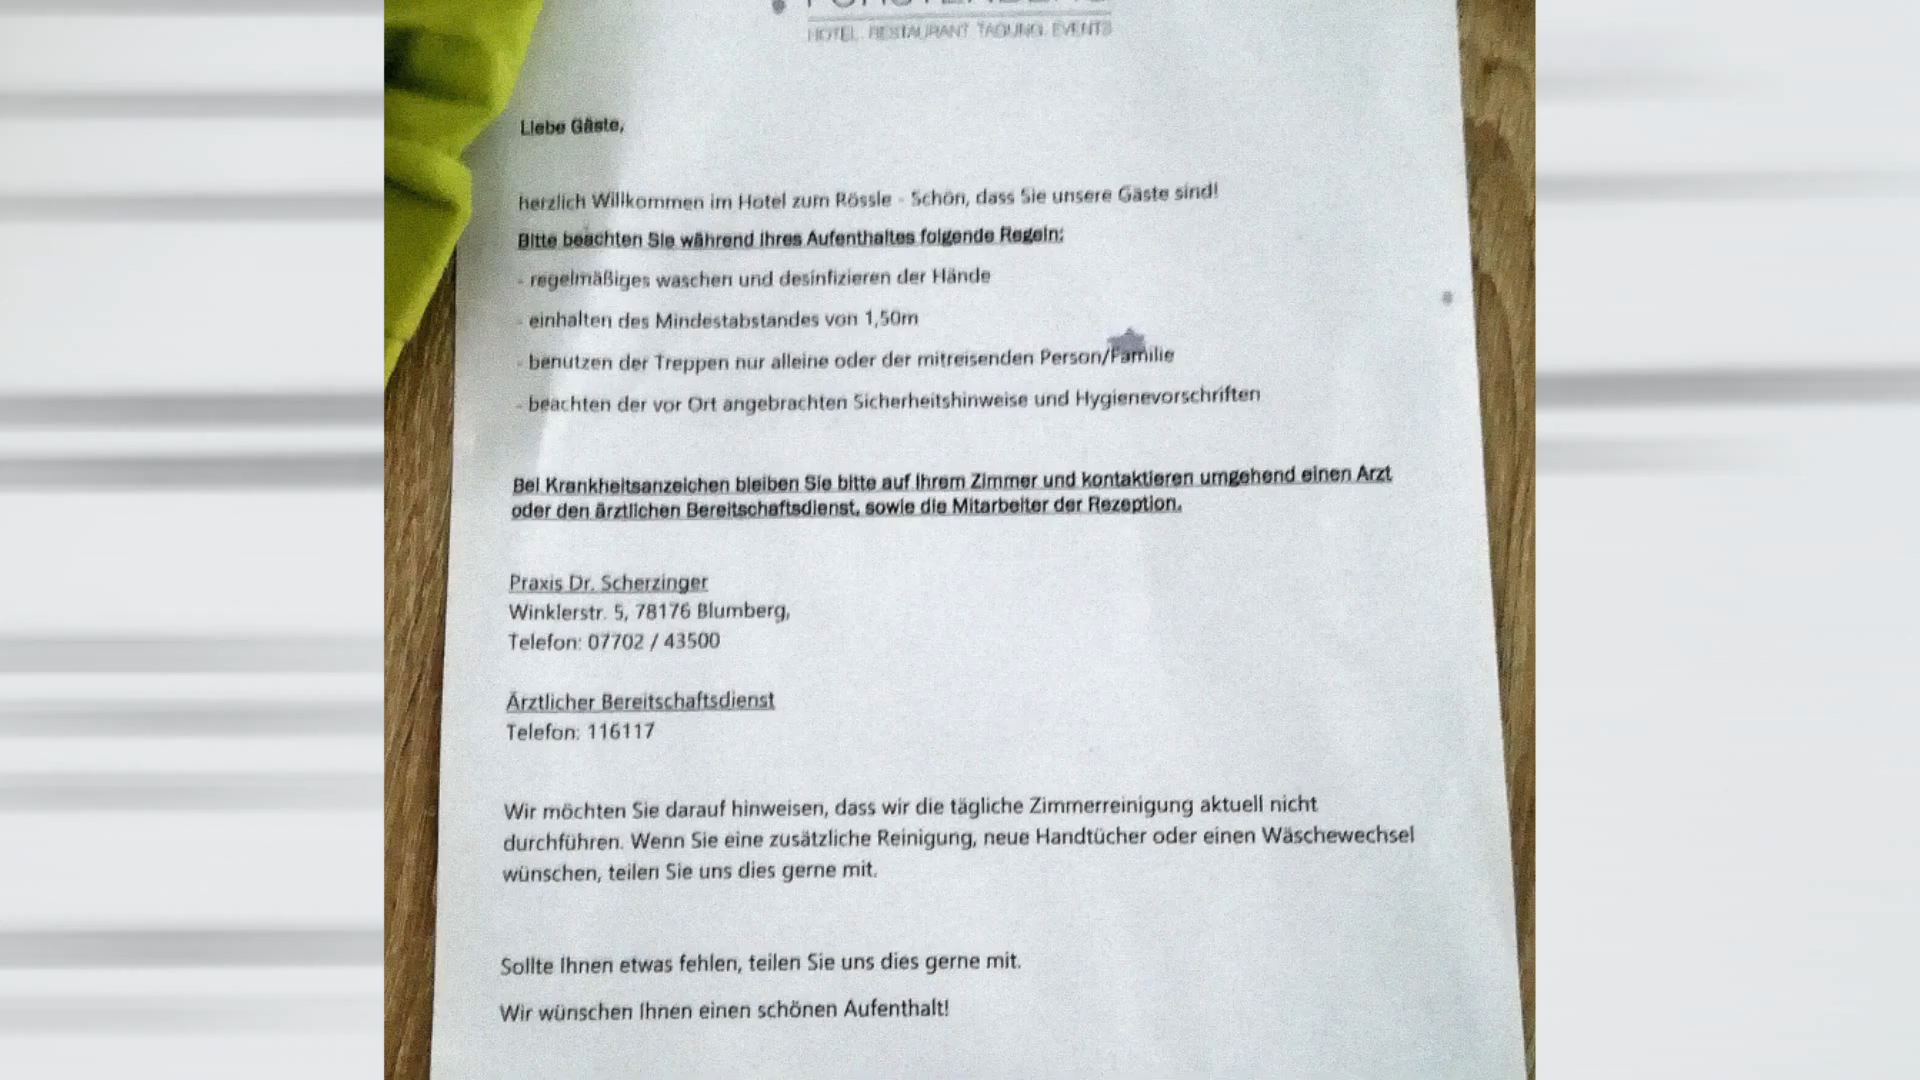 HOTEL. RESTAURANT. TAGUNG. EVENTS
Liebe Gäste,
herzlich Willkommen im Hotel zum Rössle - Schön, dass Sie unsere Gäste sind!
Bitte beachten Sie während Ihres Aufenthaltes folgende Regeln:
- regelmäßiges waschen und desinfizieren der Hände
- einhalten des Mindestabstandes von 1,50m
- benutzen der Treppen nur alleine oder der mitreisenden Person/Familie
- beachten der vor Ort angebrachten Sicherheitshinweise und Hygienevorschriften
Bei Krankheitsanzeichen bleiben Sie bitte auf Ihrem Zimmer und kontaktieren umgehend einen Arzt
oder den ärztlichen Bereitschaftsdienst, sowie die Mitarbeiter der Rezeption.
Praxis Dr. Scherzinger
Winklerstr. 5, 78176 Blumberg,
Telefon: 07702 / 43500
Ärztlicher Bereitschaftsdienst
Telefon: 116117
Wir möchten Sie darauf hinweisen, dass wir die tägliche Zimmerreinigung aktuell nicht
durchführen. Wenn Sie eine zusätzliche Reinigung, neue Handtücher oder einen Wäschewechsel
wünschen, teilen Sie uns dies gerne mit.
Sollte Ihnen etwas fehlen, teilen Sie uns dies gerne mit.
Wir wünschen Ihnen einen schönen Aufenthalt!